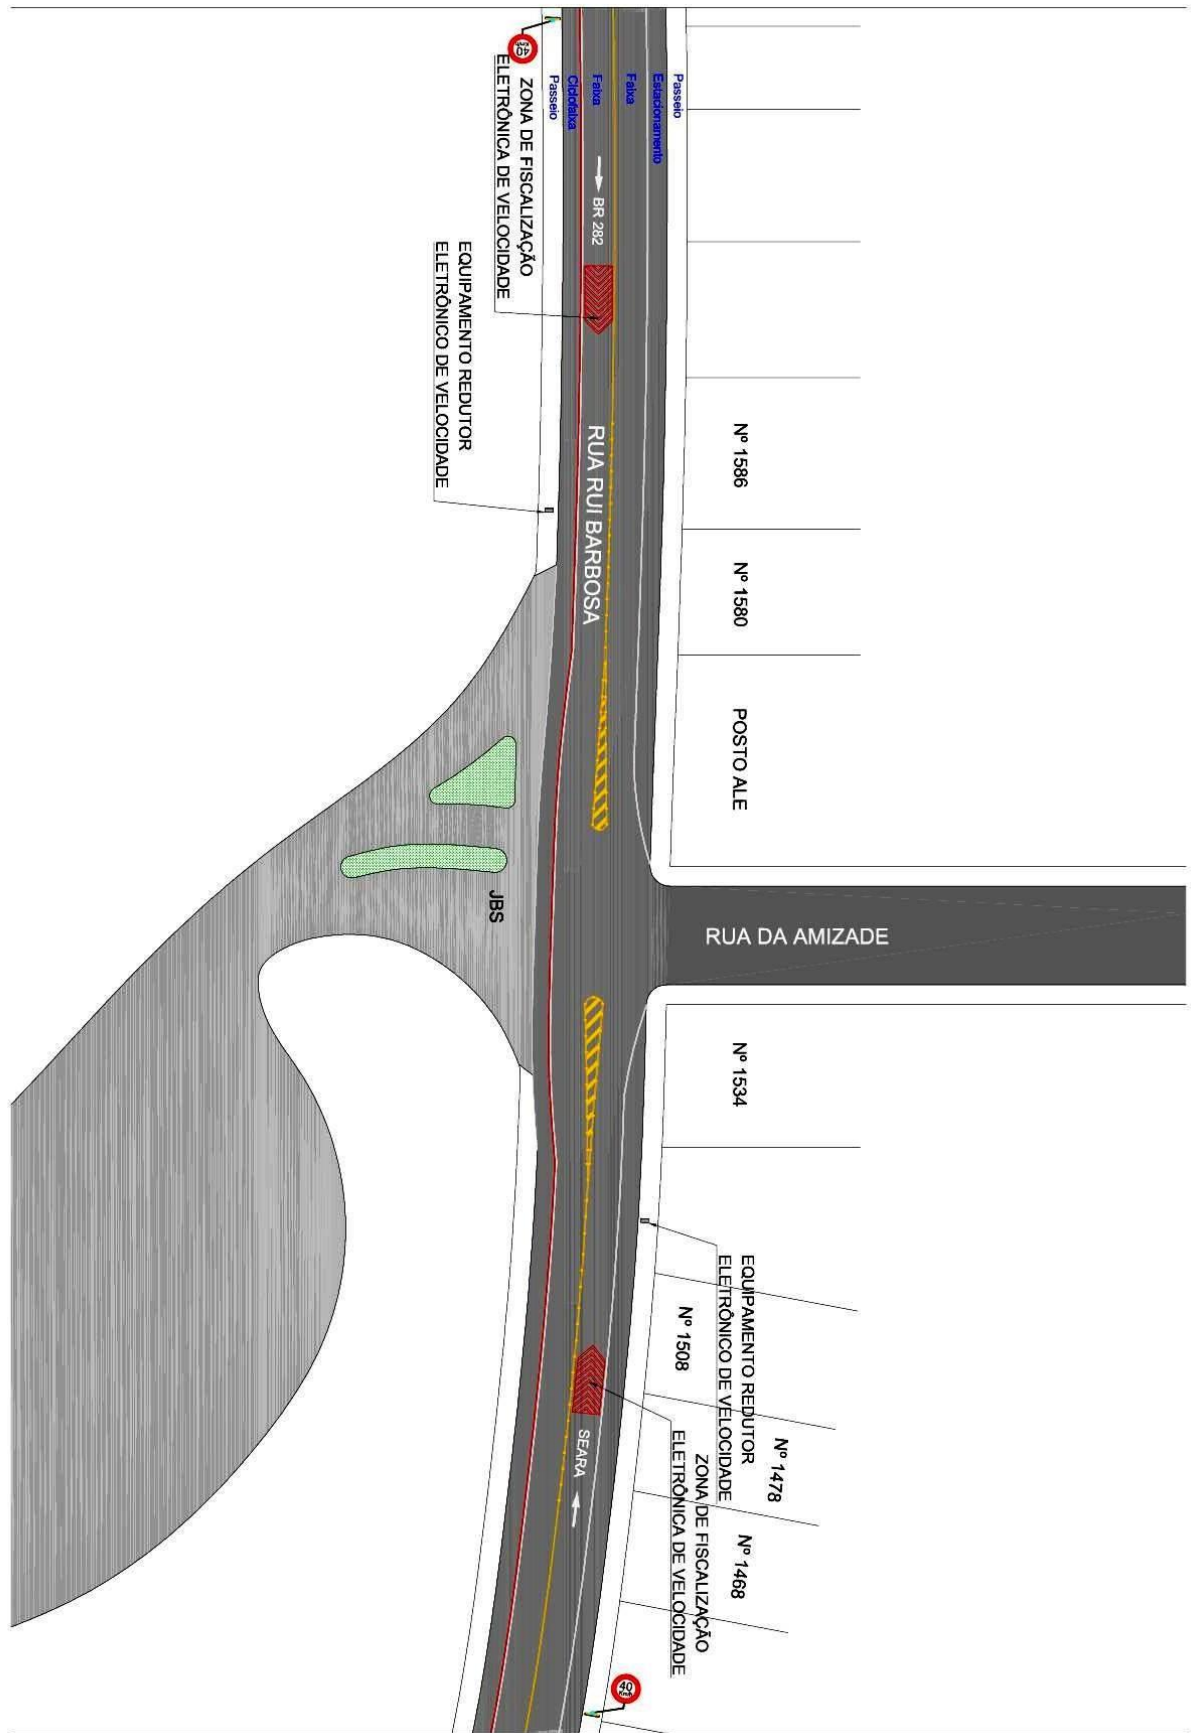 Passeio
Estacionamento
Faixa
Faixa
Ciclofaixa
Passeio
ZONA DE FISCALIZAÇÃO
ELETRÔNICA DE VELOCIDADE
BR 282
EQUIPAMENTO REDUTOR
ELETRÔNICO DE VELOCIDADE
RUA RUI BARBOSA
Nº 1586
Nº 1580
POSTO ALE
JBS
RUA DA AMIZADE
Nº 1534
EQUIPAMENTO REDUTOR
ELETRÔNICO DE VELOCIDADE
Nº 1508
Nº 1478
SEARA
ZONA DE FISCALIZAÇÃO
ELETRÔNICA DE VELOCIDADE
Nº 1468
40
Km/h